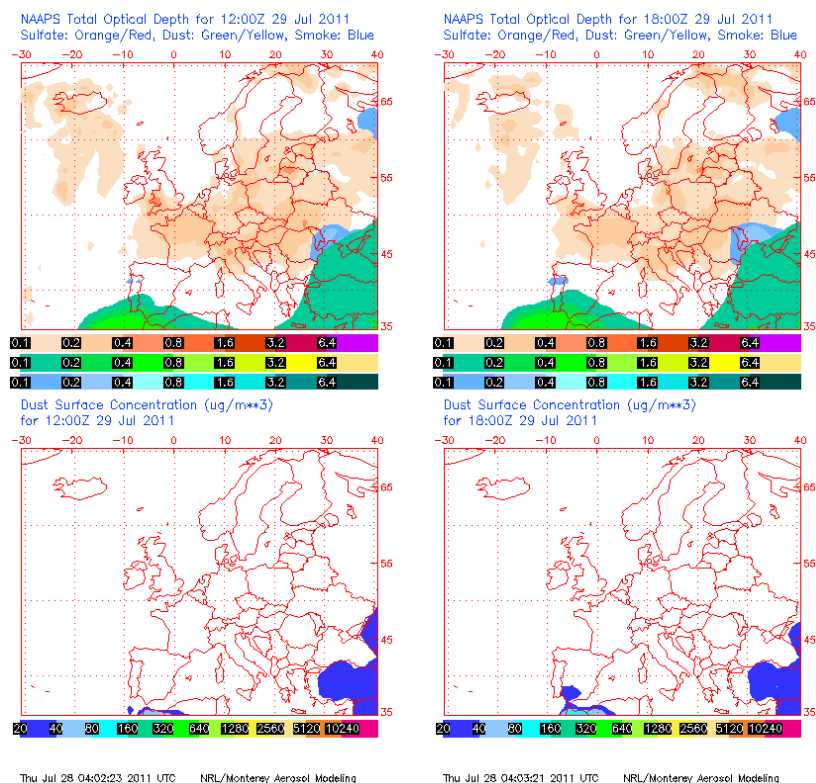 NAAPS Total Optical Depth for 12:00Z 29 Jul 2011
Sulfate: Orange/Red, Dust: Green/Yellow, Smoke: Blue
-30 -20 -10 0 10 20 30 40
65
55
45
35
0.1 0.2 0.4 0.8 1.6 3.2 6.4
0.1 0.2 0.4 0.8 1.6 3.2 6.4
0.1 0.2 0.4 0.8 1.6 3.2 6.4
NAAPS Total Optical Depth for 18:00Z 29 Jul 2011
Sulfate: Orange/Red, Dust: Green/Yellow, Smoke: Blue
-30 -20 -10 0 10 20 30 40
65
55
45
35
0.1 0.2 0.4 0.8 1.6 3.2 6.4
0.1 0.2 0.4 0.8 1.6 3.2 6.4
0.1 0.2 0.4 0.8 1.6 3.2 6.4
Dust Surface Concentration (ug/m**3)
for 12:00Z 29 Jul 2011
-30 -20 -10 0 10 20 30 40
65
55
45
35
20 40 80 160 320 640 1280 2560 5120 10240
Thu Jul 28 04:02:23 2011 UTC NRL/Monterey Aerosol Modeling
Dust Surface Concentration (ug/m**3)
for 18:00Z 29 Jul 2011
-30 -20 -10 0 10 20 30 40
65
55
45
35
20 40 80 160 320 640 1280 2560 5120 10240
Thu Jul 28 04:03:21 2011 UTC NRL/Monterey Aerosol Modeling